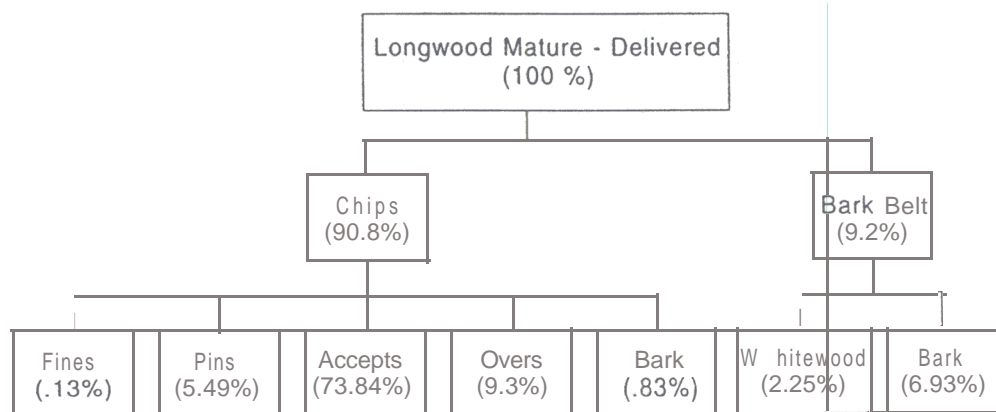 Longwood Mature - Delivered
(100 %)
Chips
(90.8%)
Bark Belt
(9.2%)
Fines
(.13%)
Pins
(5.49%)
Accepts
(73.84%)
Overs
(9.3%)
Bark
(.83%)
W hitewood
(2.25%)
Bark
(6.93%)